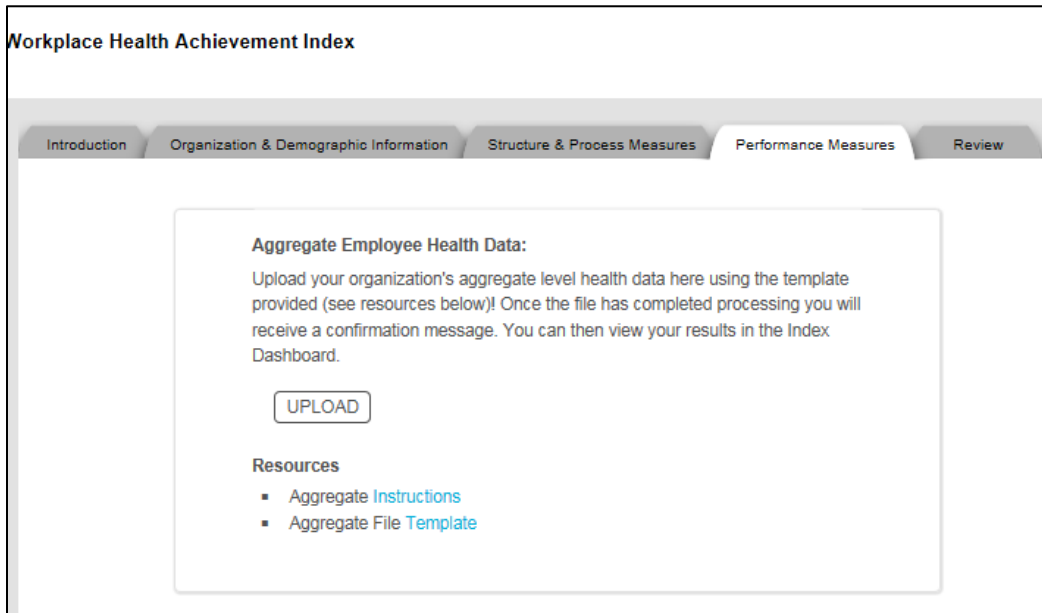 Workplace Health Achievement Index
Introduction
Organization & Demographic Information
Structure & Process Measures
Performance Measures
Review
Aggregate Employee Health Data:
Upload your organization's aggregate level health data here using the template
provided (see resources below)! Once the file has completed processing you will
receive a confirmation message. You can then view your results in the Index
Dashboard.
UPLOAD
Resources
▪ Aggregate Instructions
▪ Aggregate File Template